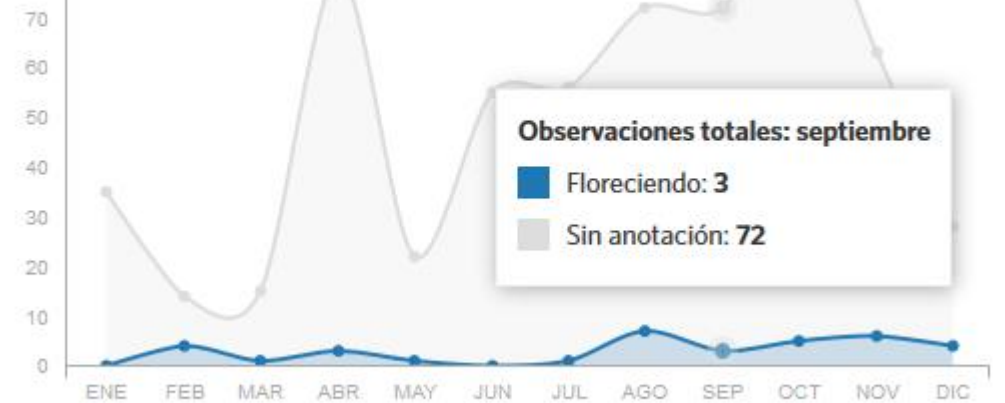 70
60
50
40
30
20
10
0
Observaciones totales: septiembre
Floreciendo: 3
Sin anotación: 72
ENE FEB MAR ABR MAY JUN JUL AGO SEP OCT NOV DIC